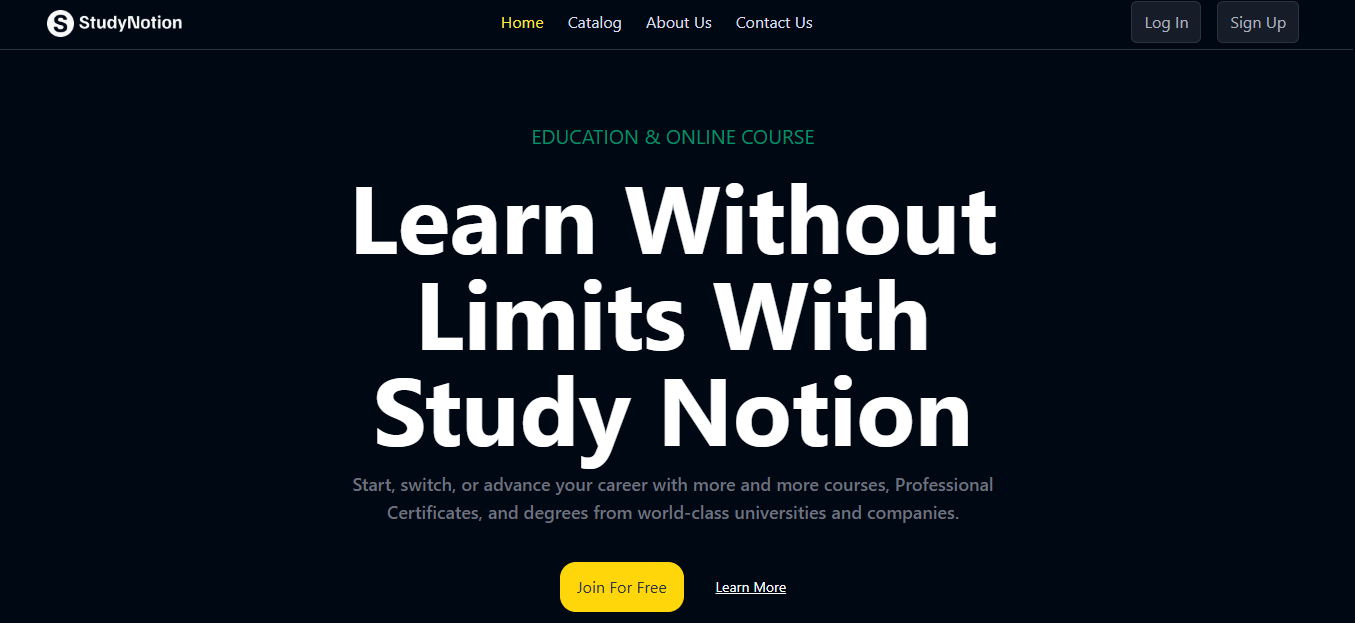 StudyNotion
Home Catalog About Us Contact Us
Log In Sign Up
EDUCATION & ONLINE COURSE
Learn Without
Limits With
Study Notion
Start, switch, or advance your career with more and more courses, Professional
Certificates, and degrees from world-class universities and companies.
Join For Free Learn More